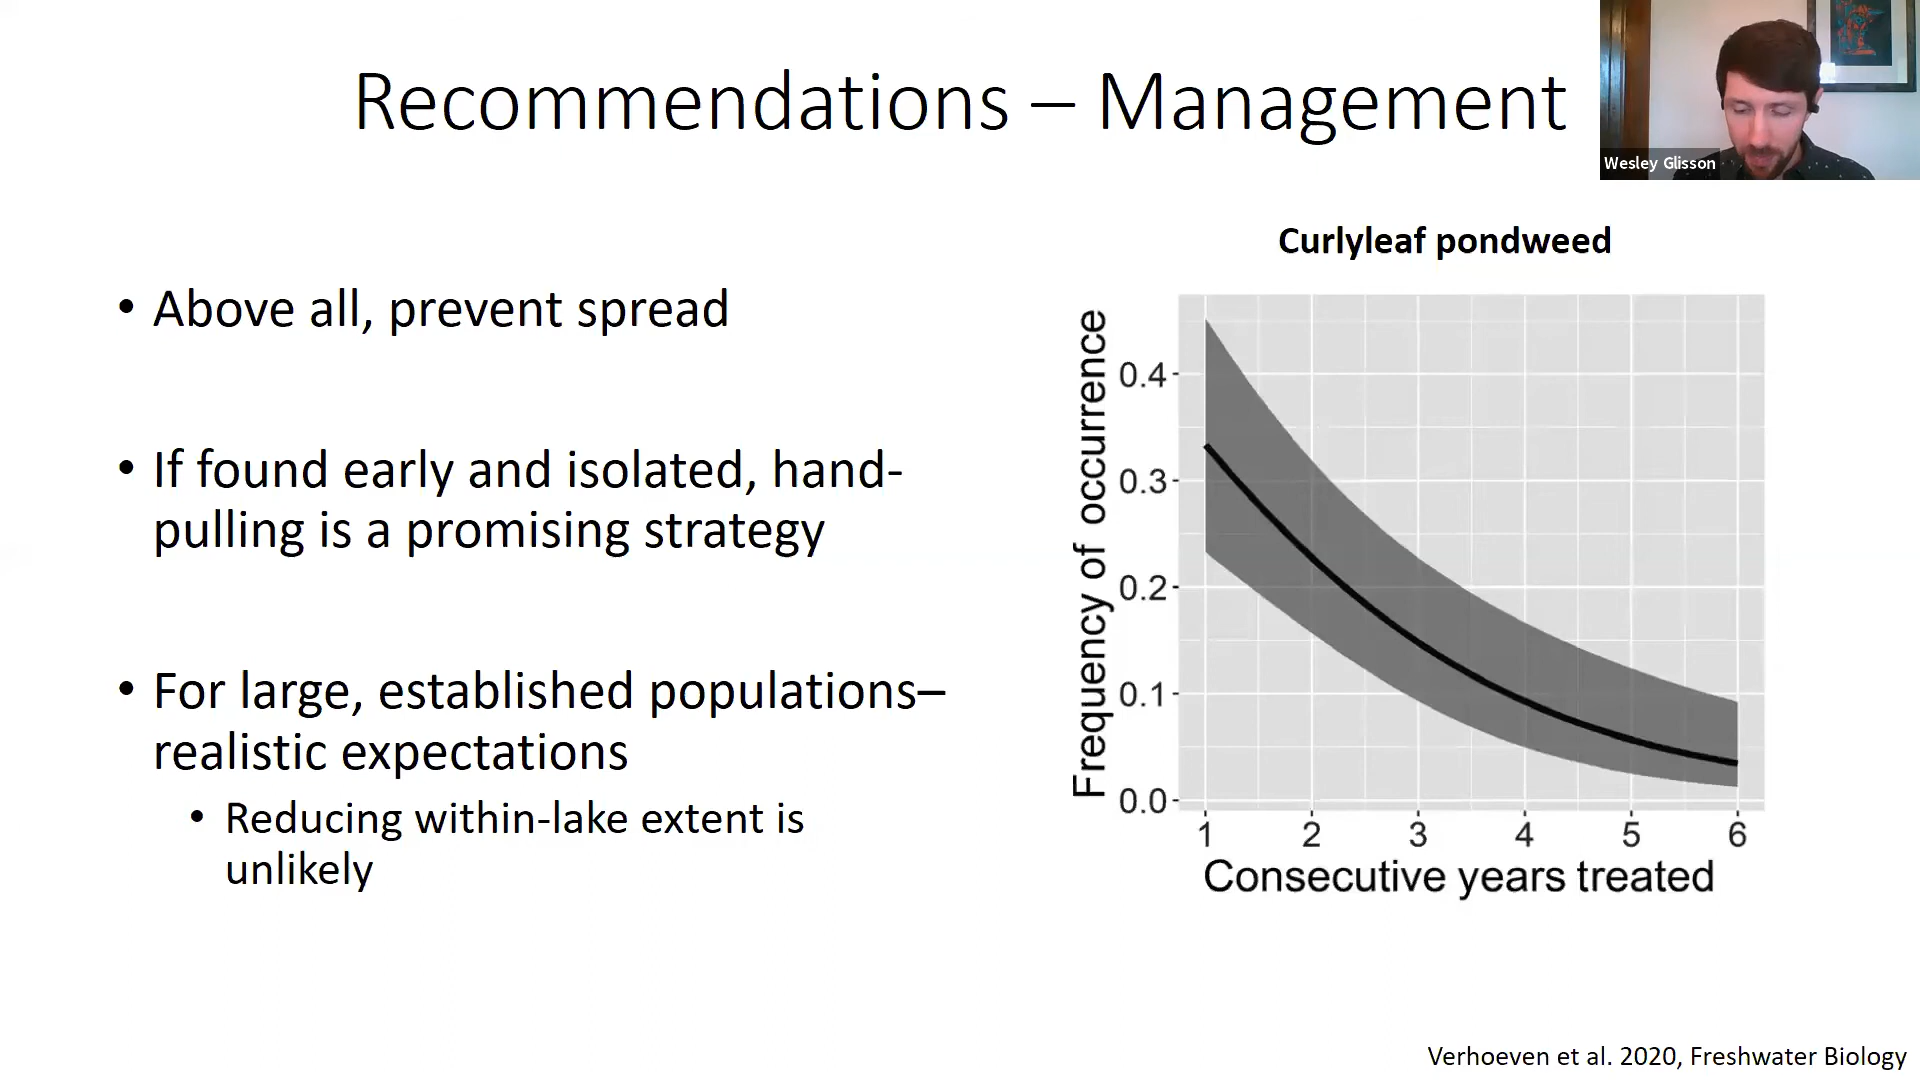 Recommendations – Management
Wesley Glisson
• Above all, prevent spread
• If found early and isolated, hand-
pulling is a promising strategy
• For large, established populations–
realistic expectations
• Reducing within-lake extent is
unlikely
Curlyleaf pondweed
Frequency of occurrence
0.4
0.3
0.2
0.1
0.0
1 2 3 4 5 6
Consecutive years treated
Verhoeven et al. 2020, Freshwater Biology